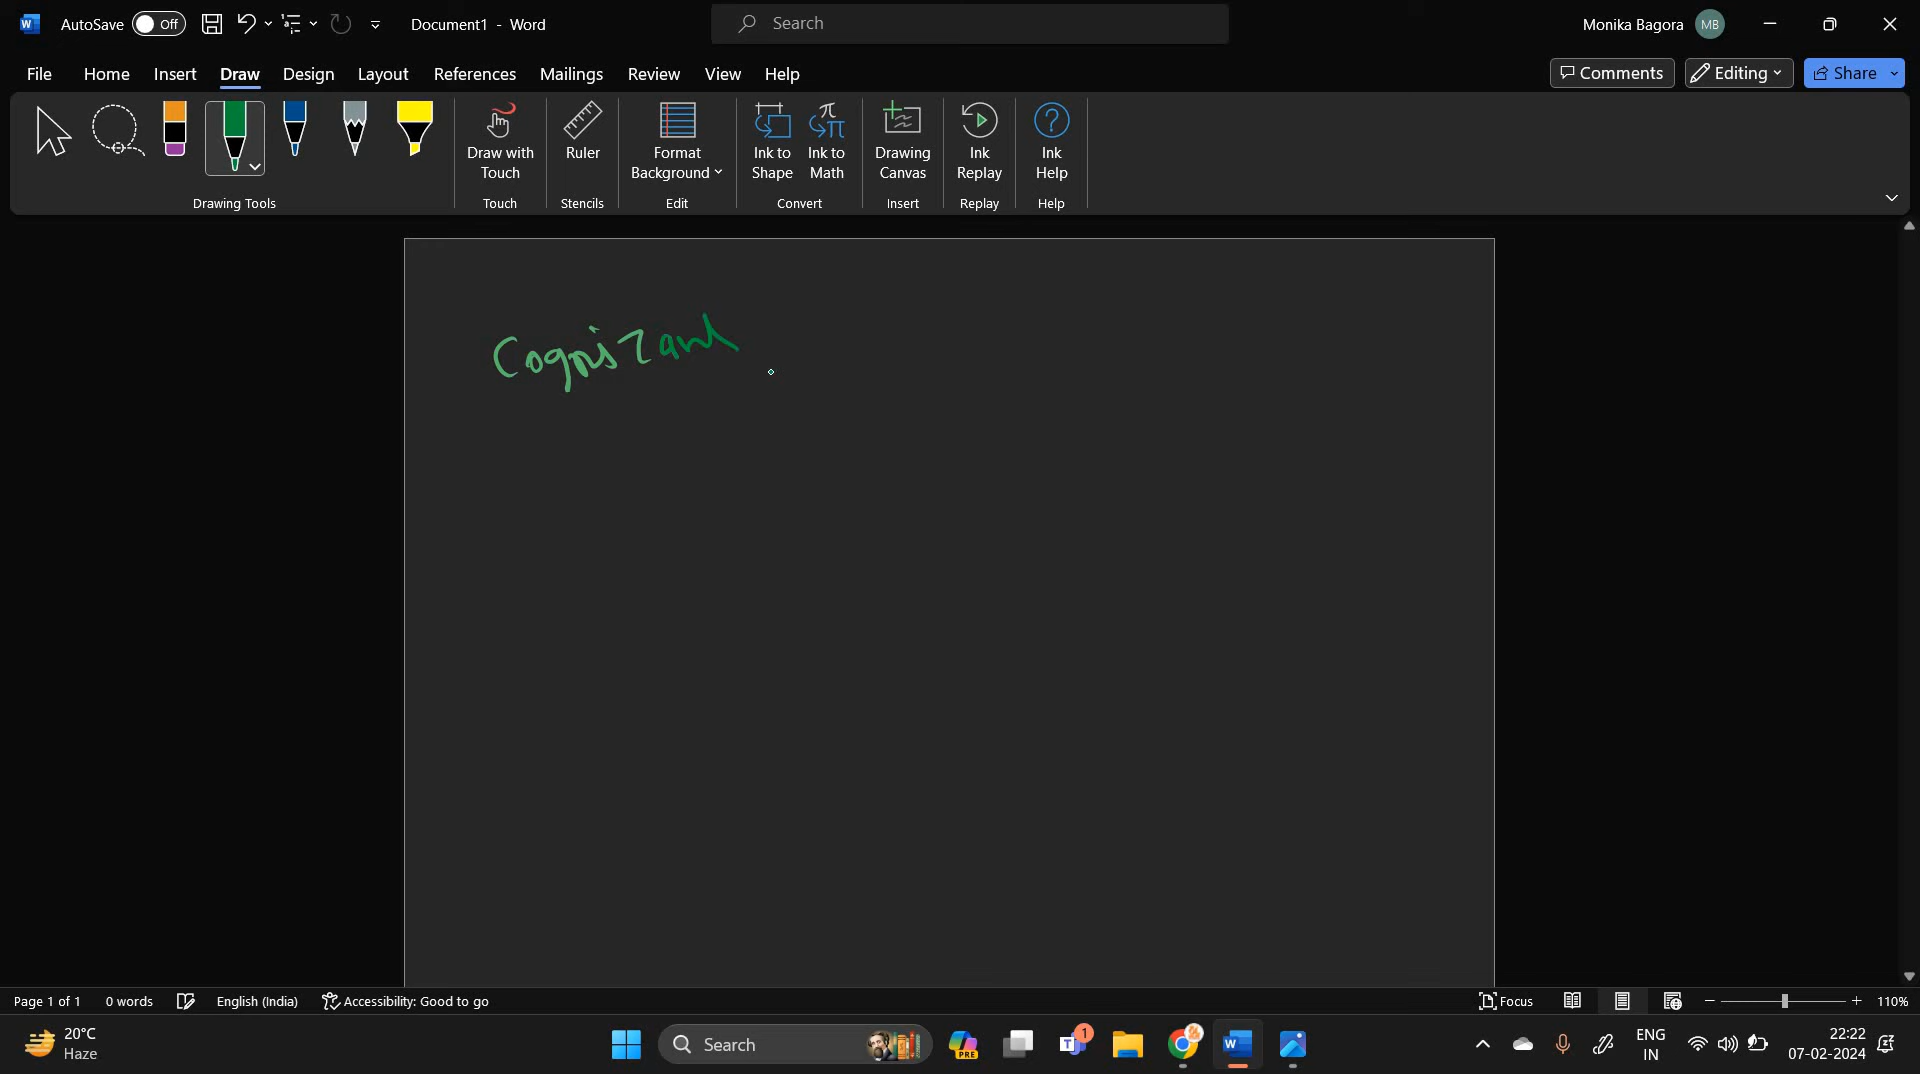 AutoSave Off Document1 - Word Search Monika Bagora MB
File Home Insert Draw Design Layout References Mailings Review View Help Comments Editing Share
Draw with Touch Ruler Format Background Ink to Shape Ink to Math Drawing Canvas Ink Replay Ink Help
Drawing Tools Touch Stencils Edit Convert Insert Replay Help
Cognizant
Page 1 of 1 0 words English (India) Accessibility: Good to go Focus 110%
20°C Search 1 ENG 22:22
Haze PRE IN 07-02-2024